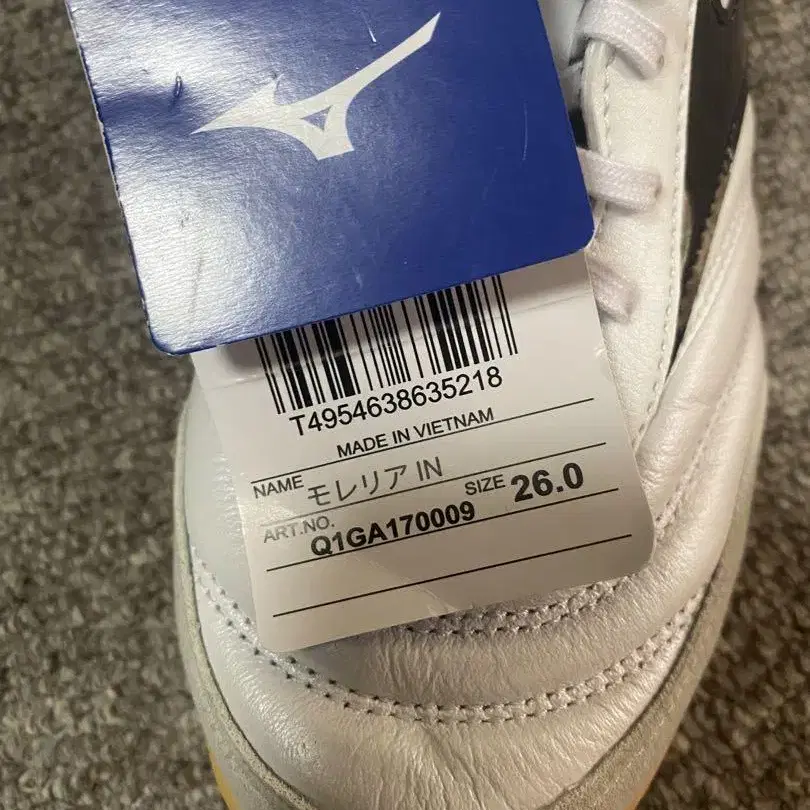 T4954638635218
MADE IN VIETNAM
NAME モレリア IN
ART.NO. Q1GA170009 SIZE 26.0